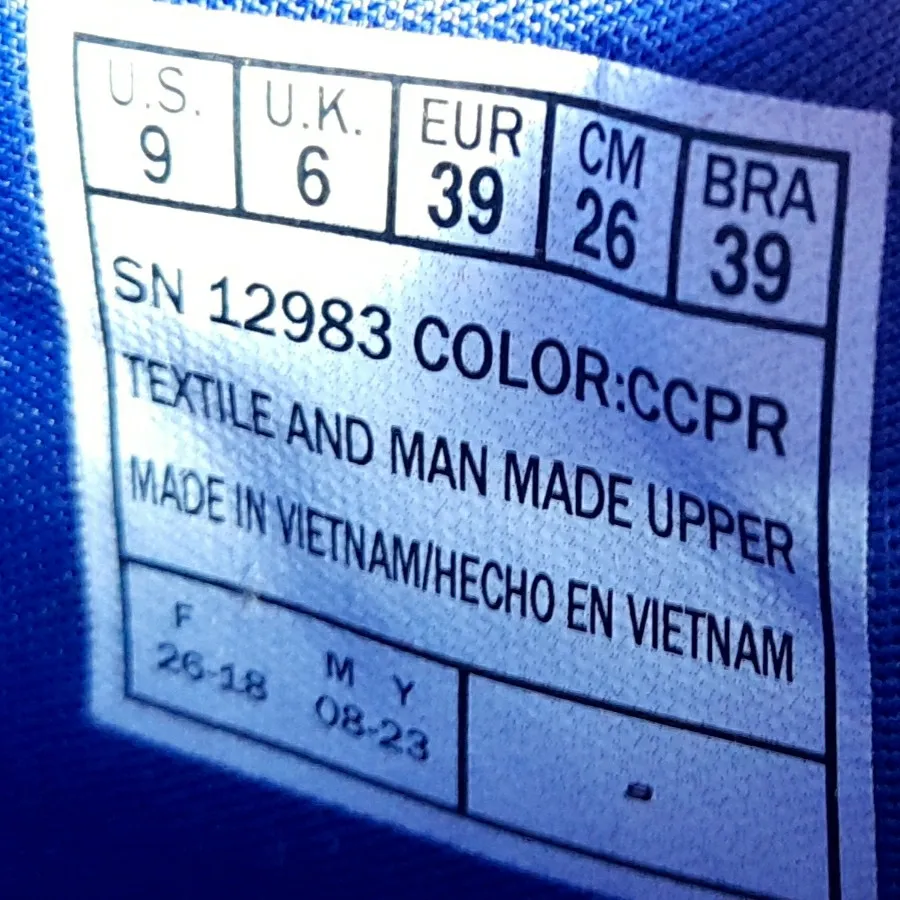 U.S. U.K. EUR CM BRA
9 6 39 26 39
SN 12983 COLOR:CCPR
TEXTILE AND MAN MADE UPPER
MADE IN VIETNAM/HECHO EN VIETNAM
F M Y
26-18 08-23 -